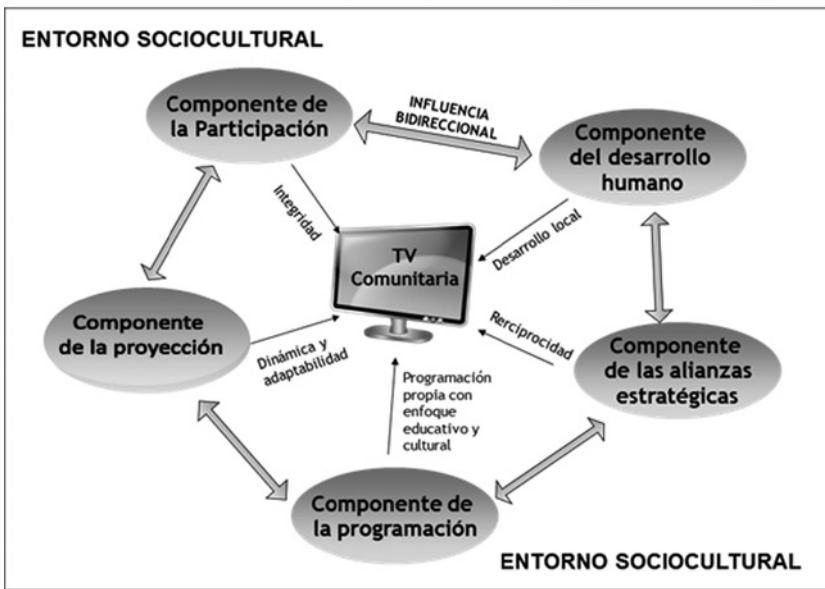 ENTORNO SOCIOCULTURAL
Componente de
la Participación
INFLUENCIA
BIDIRECCIONAL
Componente
del desarrollo
humano
Integridad
Desarrollo local
TV
Comunitaria
Componente
de la proyección
Dinámica y
adaptabilidad
Rerciprocidad
Componente
de las alianzas
estratégicas
Programación
propia con
enfoque
educativo y
cultural
Componente de
la programación
ENTORNO SOCIOCULTURAL